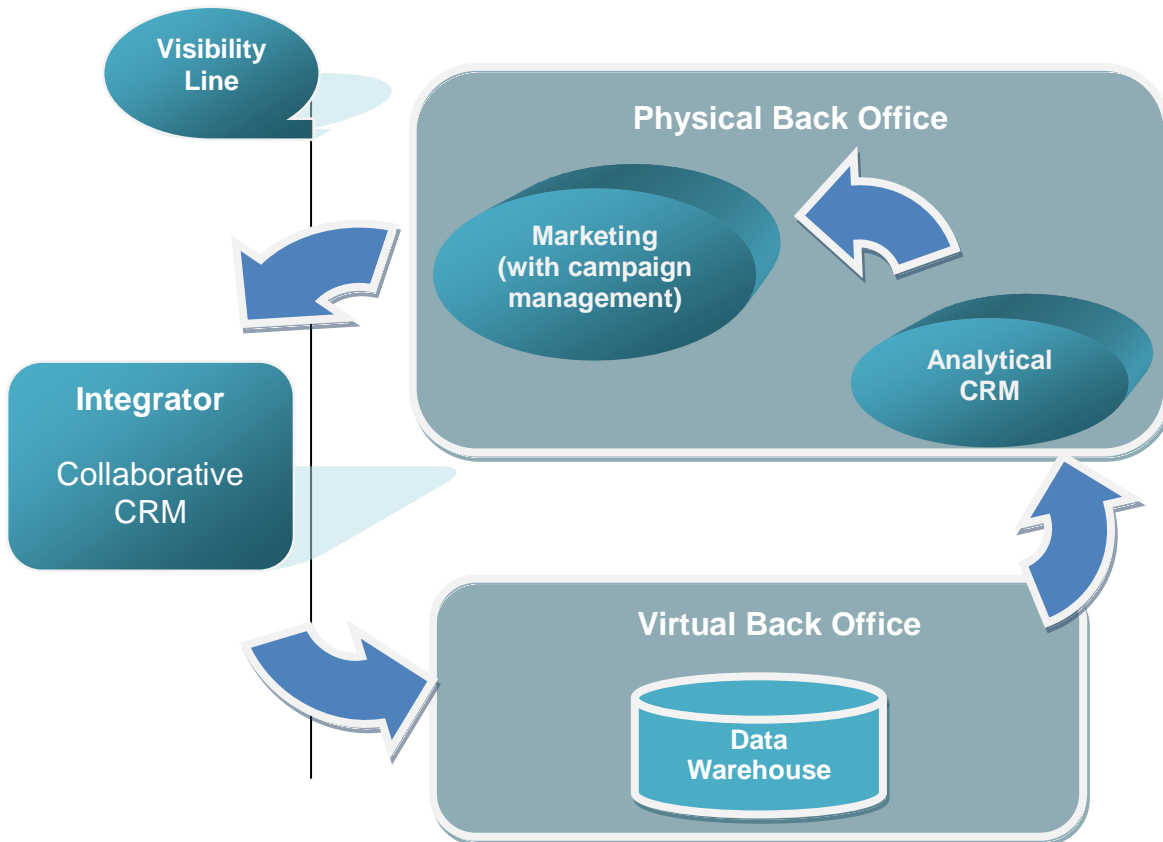 Visibility
Line
Physical Back Office
Marketing
(with campaign
management)
Analytical
CRM
Integrator
Collaborative
CRM
Virtual Back Office
Data
Warehouse